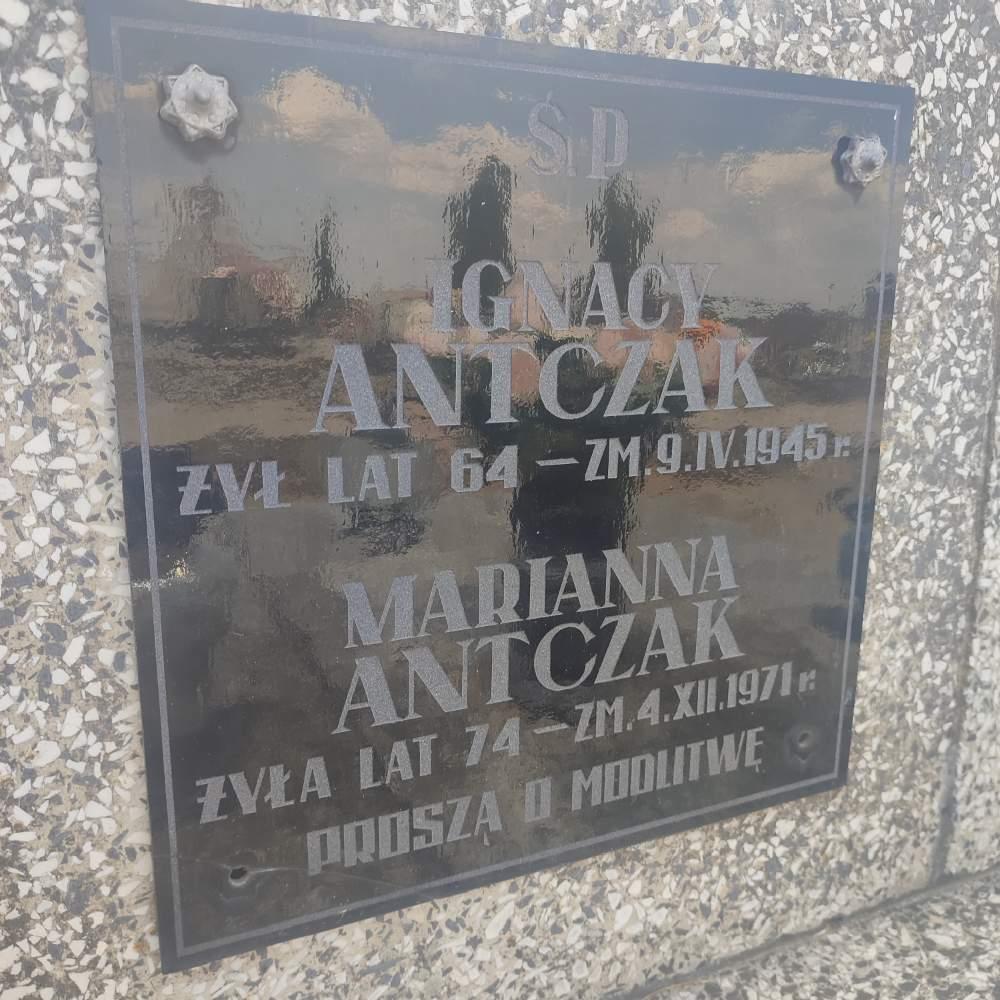 Ś.P.
IGNACY
ANTCZAK
ŻYŁ LAT 64 – ZM. 9.IV.1945 r.
MARIANNA
ANTCZAK
ŻYŁA LAT 74 – ZM. 4.XII.1971 r.
PROSZĄ O MODLITWĘ